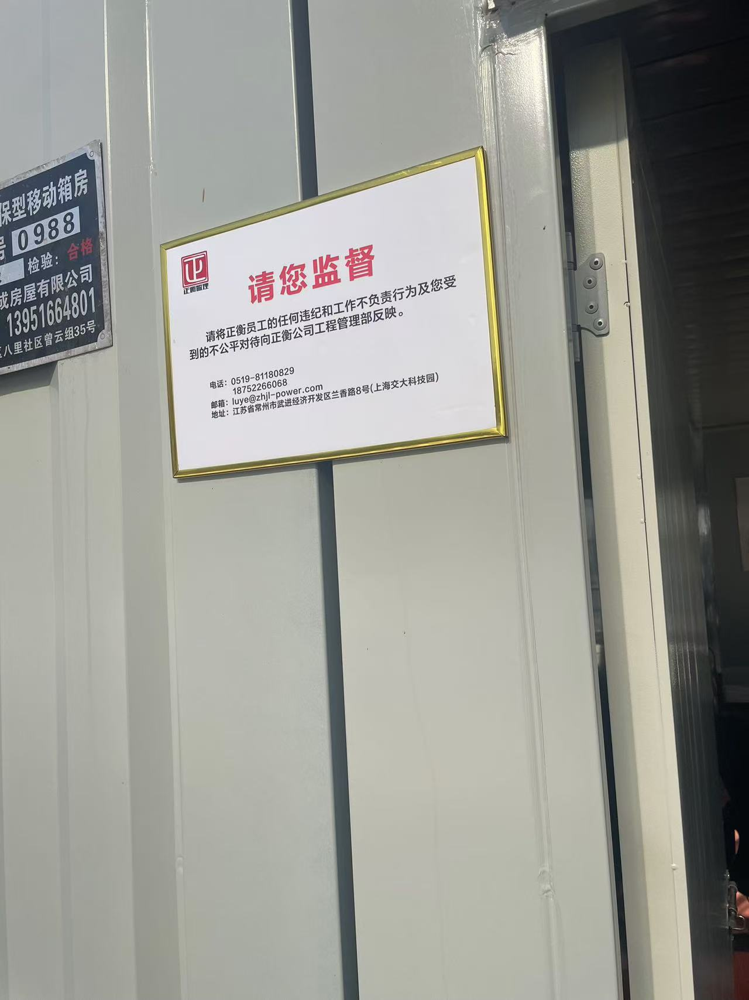 保型移动箱房
号 0988
检验：合格
成房屋有限公司
13951664801
区八里社区曾云组35号
正衡监理
请您监督
请将正衡员工的任何违纪和工作不负责行为及您受
到的不公平对待向正衡公司工程管理部反映。
电话：0519-81180829
18752266068
邮箱：luye@zhjl-power.com
地址：江苏省常州市武进经济开发区兰香路8号(上海交大科技园)